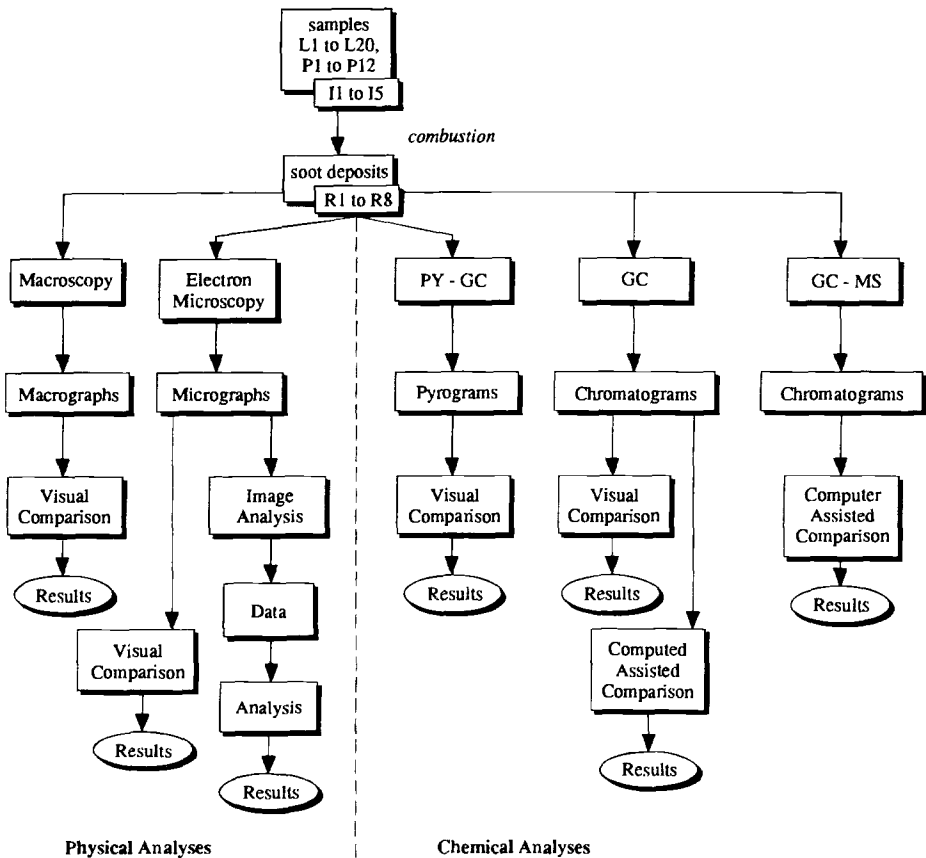 samples
L1 to L20,
P1 to P12
I1 to I5
combustion
soot deposits
R1 to R8
Macroscopy
Electron
Microscopy
PY - GC
GC
GC - MS
Macrographs
Micrographs
Pyrograms
Chromatograms
Chromatograms
Visual
Comparison
Image
Analysis
Visual
Comparison
Visual
Comparison
Computer
Assisted
Comparison
Results
Data
Results
Results
Results
Visual
Comparison
Analysis
Computed
Assisted
Comparison
Results
Results
Results
Physical Analyses
Chemical Analyses